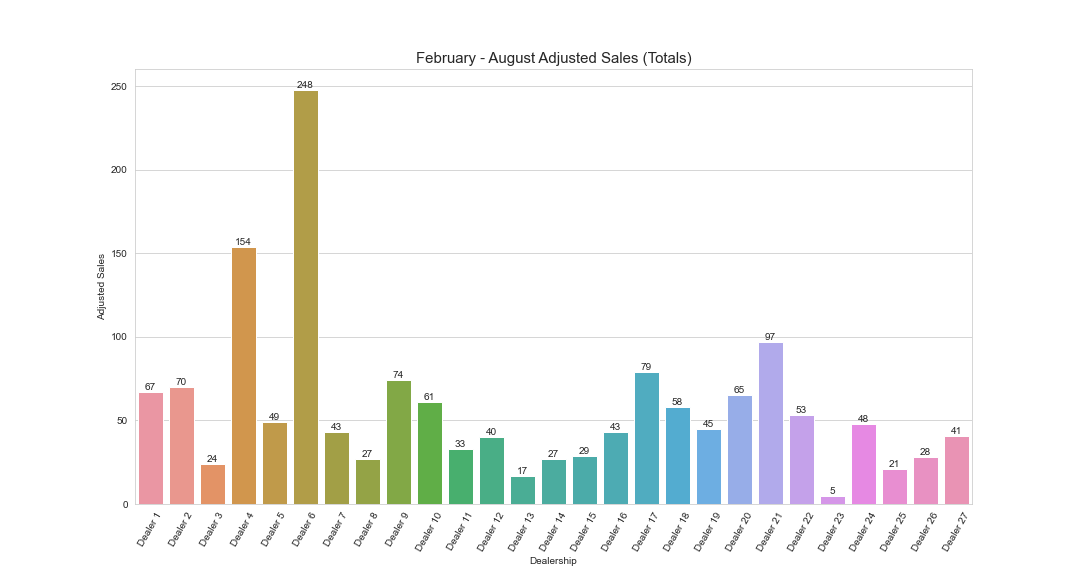 February - August Adjusted Sales (Totals)
Adjusted Sales
250
200
150
100
50
0
67
70
24
154
49
248
43
27
74
61
33
40
17
27
29
43
79
58
45
65
97
53
5
48
21
28
41
Dealer 1
Dealer 2
Dealer 3
Dealer 4
Dealer 5
Dealer 6
Dealer 7
Dealer 8
Dealer 9
Dealer 10
Dealer 11
Dealer 12
Dealer 13
Dealer 14
Dealer 15
Dealer 16
Dealer 17
Dealer 18
Dealer 19
Dealer 20
Dealer 21
Dealer 22
Dealer 23
Dealer 24
Dealer 25
Dealer 26
Dealer 27
Dealership